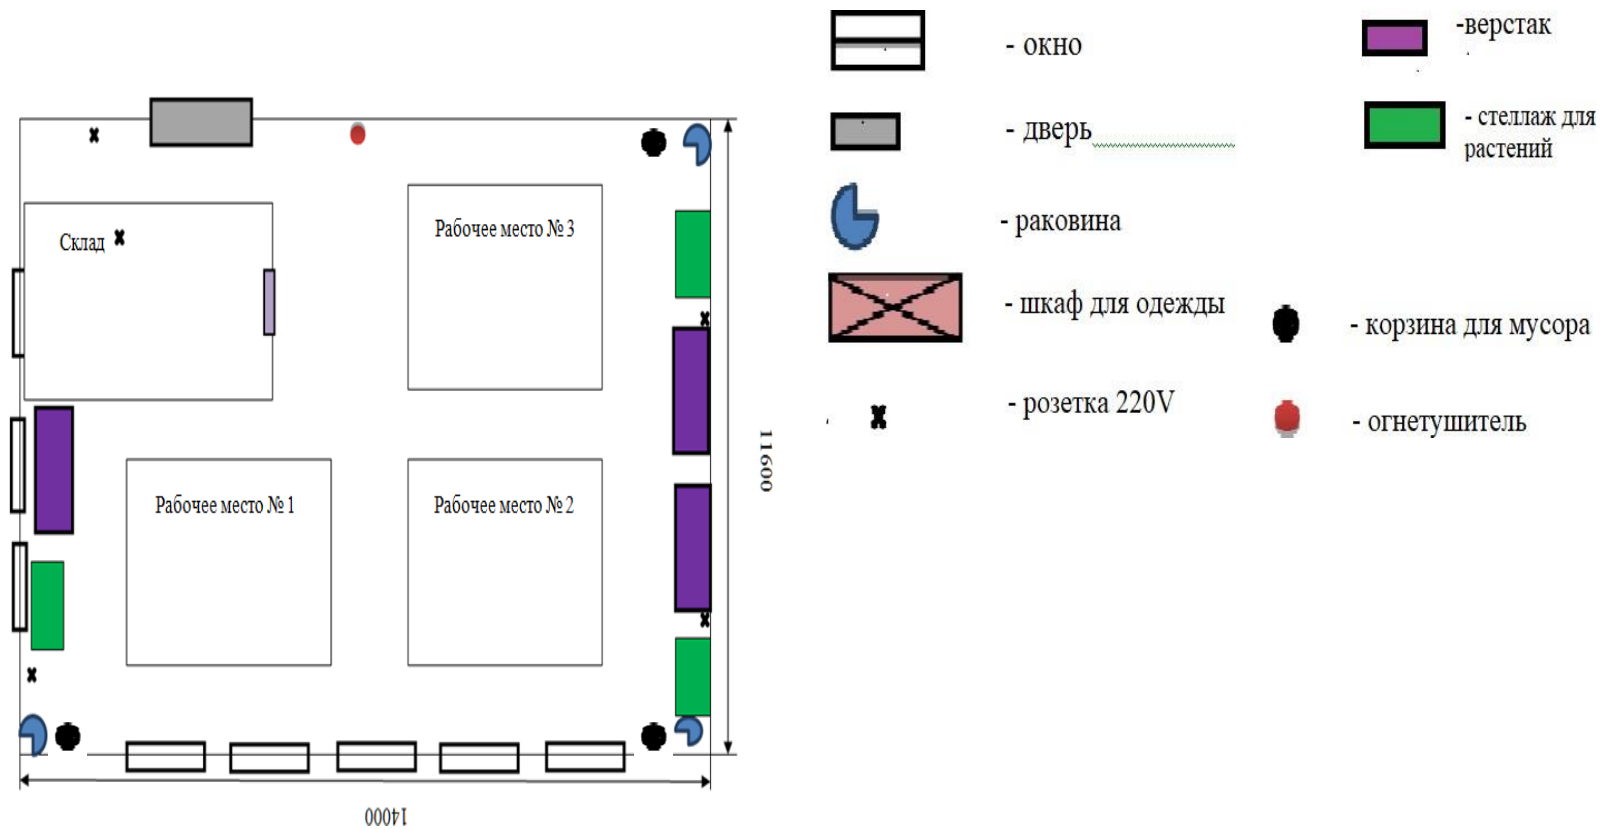 Склад
Рабочее место № 3
Рабочее место № 1
Рабочее место № 2
11600
14000
- окно
- дверь
- раковина
- шкаф для одежды
- розетка 220V
-верстак
- стеллаж для
растений
- корзина для мусора
- огнетушитель